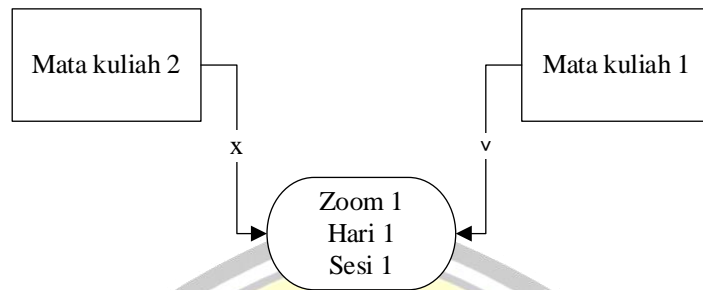 Mata kuliah 2
Mata kuliah 1
x
v
Zoom 1
Hari 1
Sesi 1